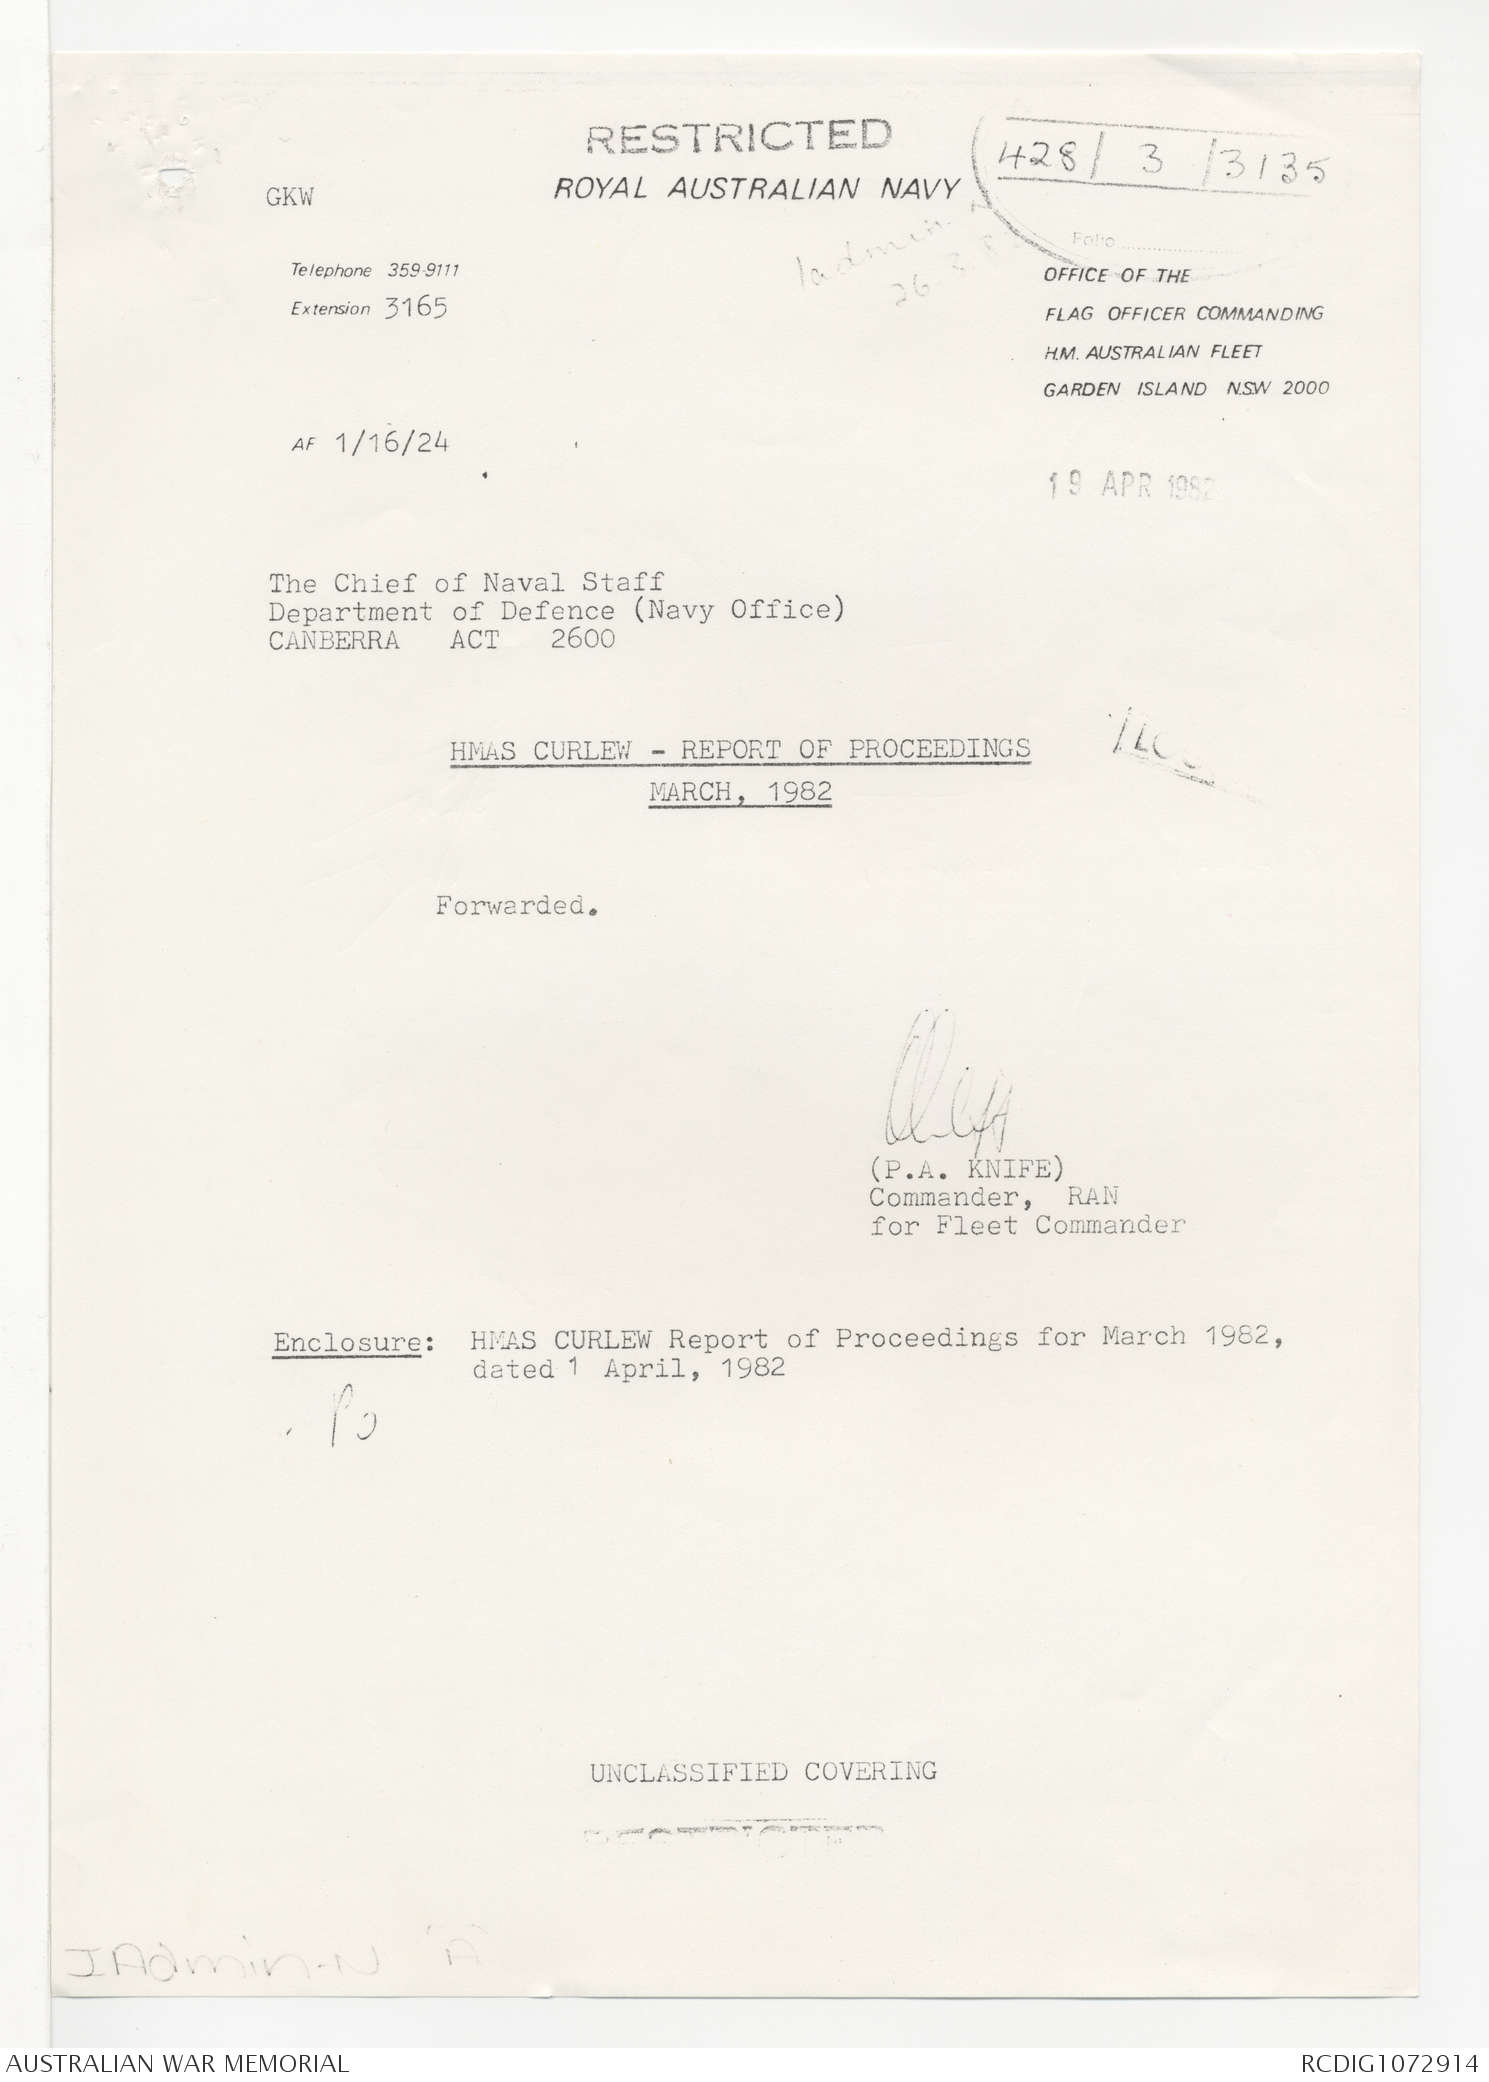 RESTRICTED
428/ 3 /3135
GKW
ROYAL AUSTRALIAN NAVY
Folio
Telephone 359-9111
Extension 3165
OFFICE OF THE
FLAG OFFICER COMMANDING
H.M. AUSTRALIAN FLEET
GARDEN ISLAND N.S.W 2000
AF 1/16/24
19 APR 1982
The Chief of Naval Staff
Department of Defence (Navy Office)
CANBERRA ACT 2600
HMAS CURLEW - REPORT OF PROCEEDINGS
MARCH, 1982
Forwarded.
(P.A. KNIFE)
Commander, RAN
for Fleet Commander
Enclosure: HMAS CURLEW Report of Proceedings for March 1982,
dated 1 April, 1982
UNCLASSIFIED COVERING
IAdmin-N 'A'
AUSTRALIAN WAR MEMORIAL
RCDIG1072914